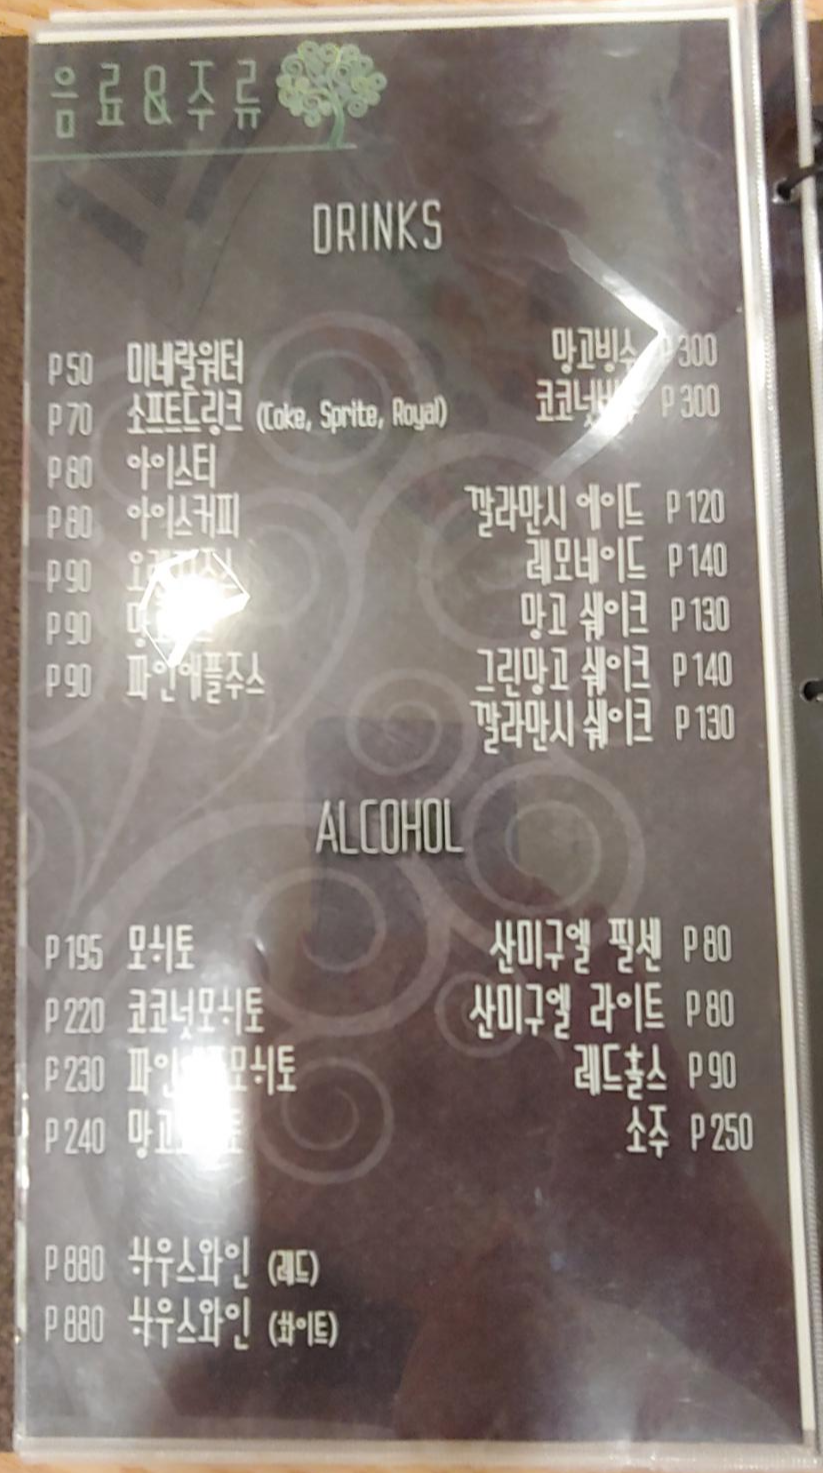 음료&주류
DRINKS
P50 미네랄워터
P70 소프트드링크 (Coke, Sprite, Royal)
P80 아이스티
P80 아이스커피
P90
P90
P90 파인애플주스
망고빙수 P300
P300
깔라만시 에이드 P120
레모네이드 P140
망고 쉐이크 P130
그린망고 쉐이크 P140
깔라만시 쉐이크 P130
ALCOHOL
P195 모히토
P220 코코넛모히토
P230
P240
P880 하우스와인 (레드)
P880 하우스와인 (화이트)
산미구엘 필센 P80
산미구엘 라이트 P80
레드홀스 P90
소주 P250